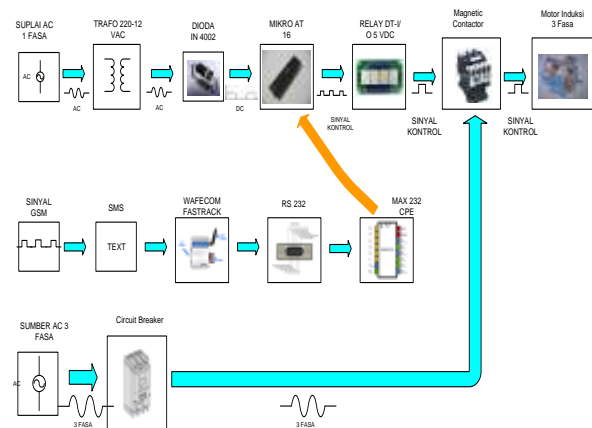 SUPLAI AC
1 FASA
TRAFO 220-12
VAC
DIODA
IN 4002
MIKRO AT
16
RELAY DT-I/
O 5 VDC
Magnetic
Contactor
Motor Induksi
3 Fasa
AC
AC
AC
DC
SINYAL
KONTROL
SINYAL
KONTROL
SINYAL
KONTROL
SINYAL
GSM
SMS
WAFECOM
FASTRACK
RS 232
MAX 232
CPE
TEXT
SUMBER AC 3
FASA
Circuit Breaker
AC
3 FASA
3 FASA